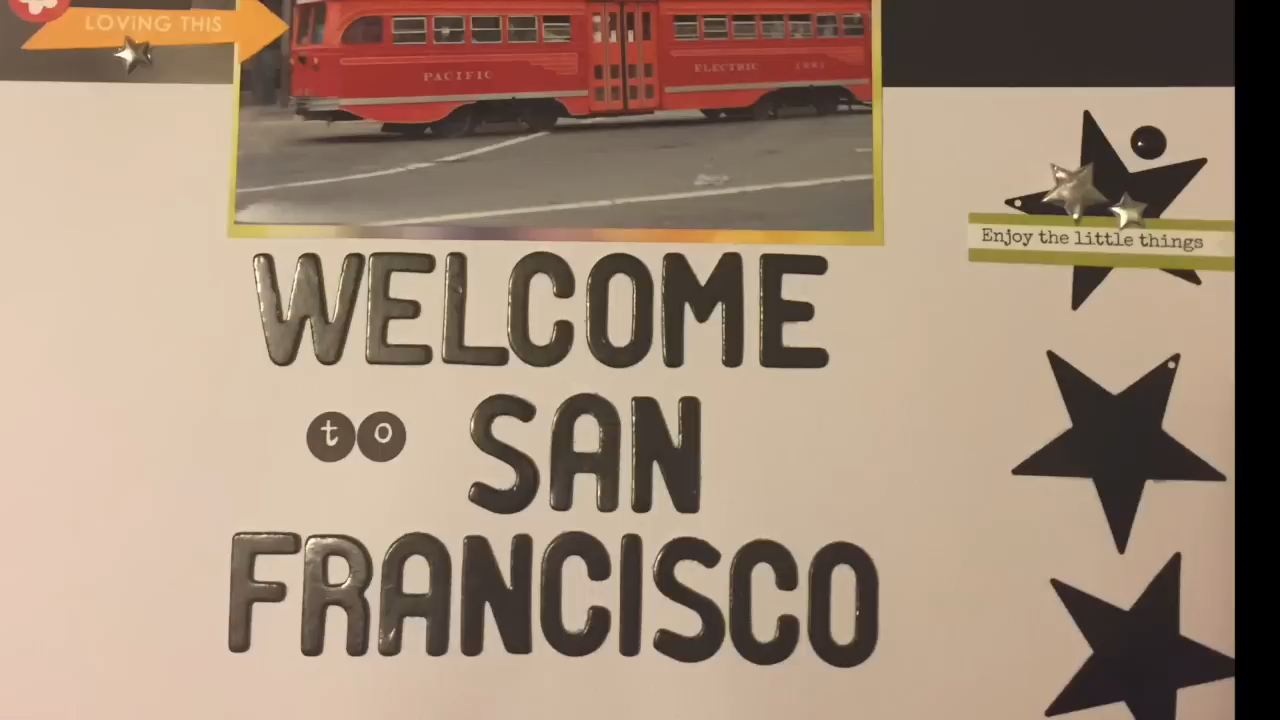 LOVING THIS
PACIFIC ELECTRIC
Enjoy the little things
WELCOME
to SAN
FRANCISCO